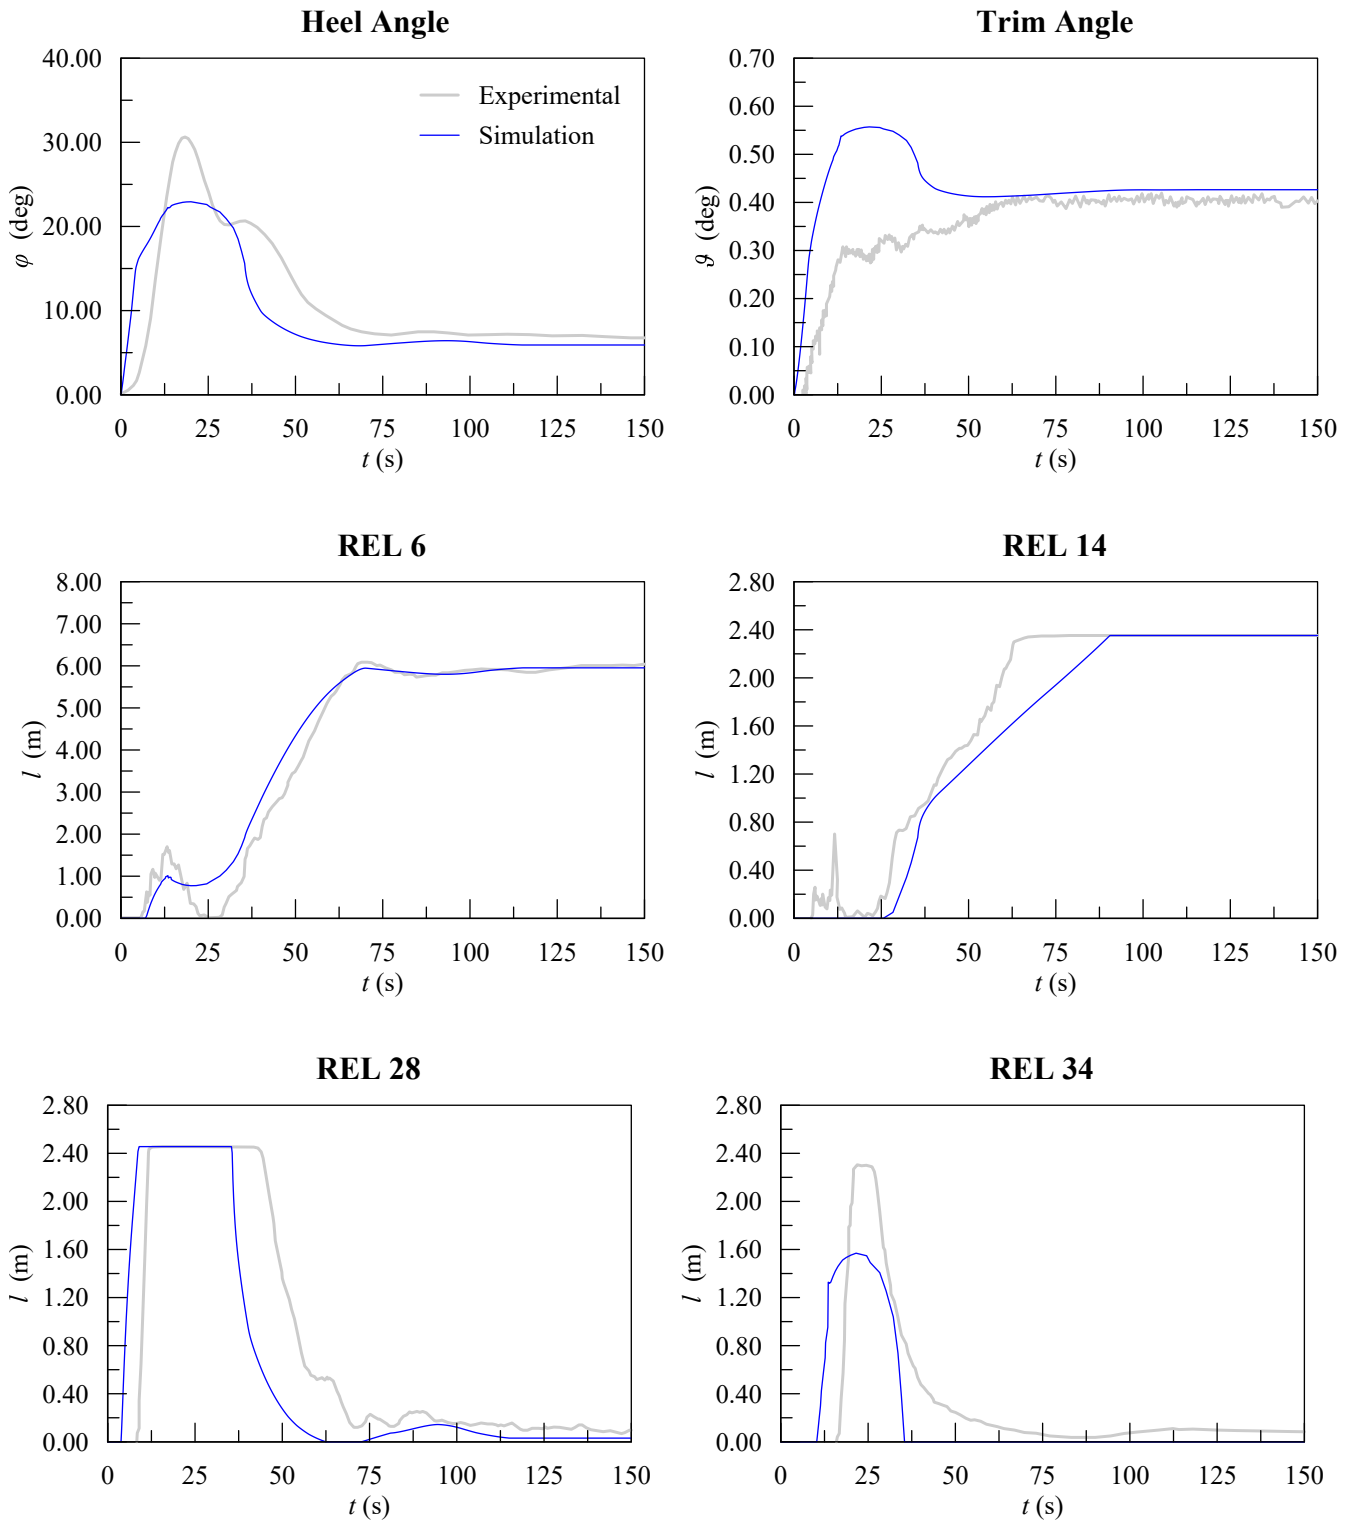 Heel Angle
40.00
30.00
20.00
10.00
0.00
φ (deg)
Experimental
Simulation
0 25 50 75 100 125 150
t (s)
Trim Angle
0.70
0.60
0.50
0.40
0.30
0.20
0.10
0.00
ϑ (deg)
0 25 50 75 100 125 150
t (s)
REL 6
8.00
7.00
6.00
5.00
4.00
3.00
2.00
1.00
0.00
l (m)
0 25 50 75 100 125 150
t (s)
REL 14
2.80
2.40
2.00
1.60
1.20
0.80
0.40
0.00
l (m)
0 25 50 75 100 125 150
t (s)
REL 28
2.80
2.40
2.00
1.60
1.20
0.80
0.40
0.00
l (m)
0 25 50 75 100 125 150
t (s)
REL 34
2.80
2.40
2.00
1.60
1.20
0.80
0.40
0.00
l (m)
0 25 50 75 100 125 150
t (s)